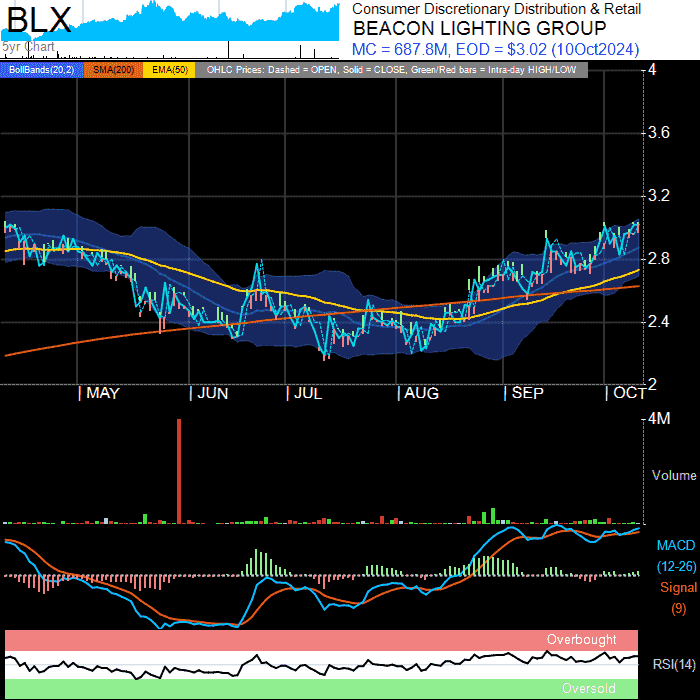 BLX
5yr Chart
Consumer Discretionary Distribution & Retail
BEACON LIGHTING GROUP
MC = 687.8M, EOD = $3.02 (10Oct2024)
BollBands(20,2) SMA(200) EMA(50) OHLC Prices: Dashed = OPEN, Solid = CLOSE, Green/Red bars = Intra-day HIGH/LOW
4
3.6
3.2
2.8
2.4
2
MAY JUN JUL AUG SEP OCT
4M
Volume
MACD
(12-26)
Signal
(9)
Overbought
RSI(14)
Oversold